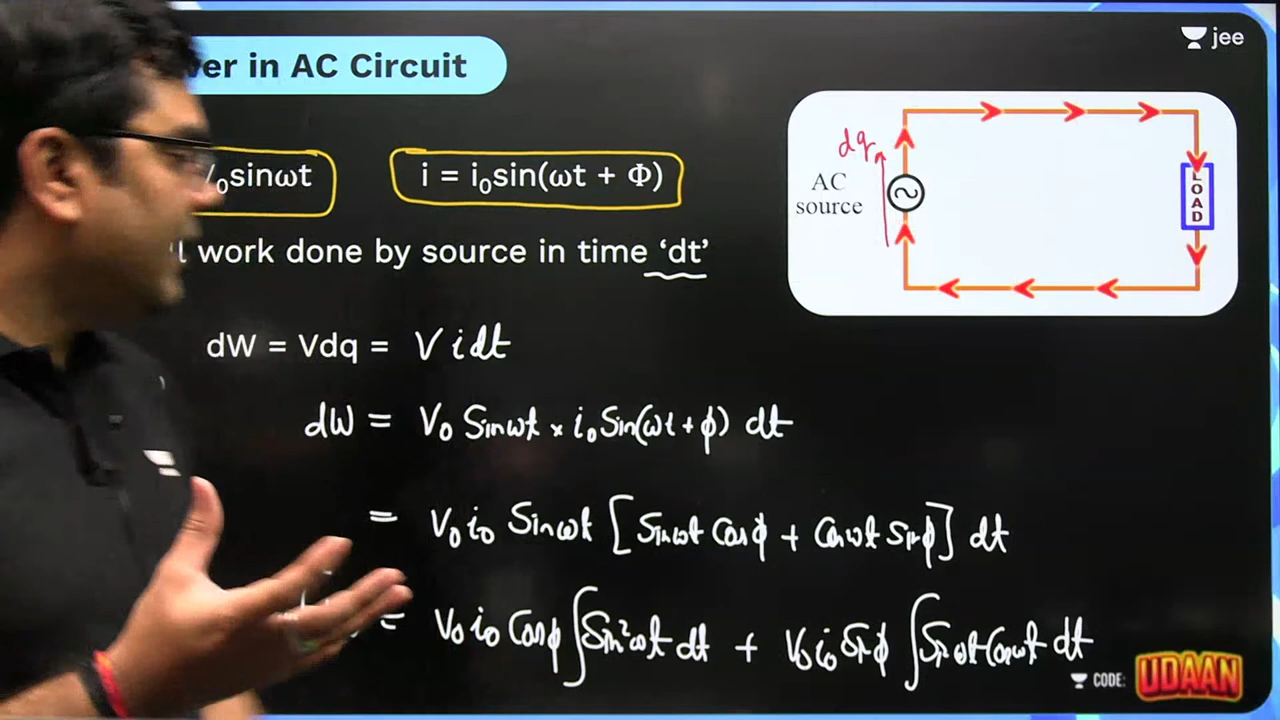 jee
wer in AC Circuit
V₀sinωt
i = i₀sin(ωt + Φ)
dq
AC
source
LOAD
work done by source in time ‘dt’
dW = Vdq = V i dt
dW = V₀ Sinωt × i₀ Sin(ωt + ϕ) dt
= V₀ i₀ Sinωt [Sinωt Cosϕ + Cosωt Sinϕ] dt
= V₀ i₀ Cosϕ ∫Sin²ωt dt + V₀ i₀ Sinϕ ∫Sinωt Cosωt dt
CODE: UDAAN